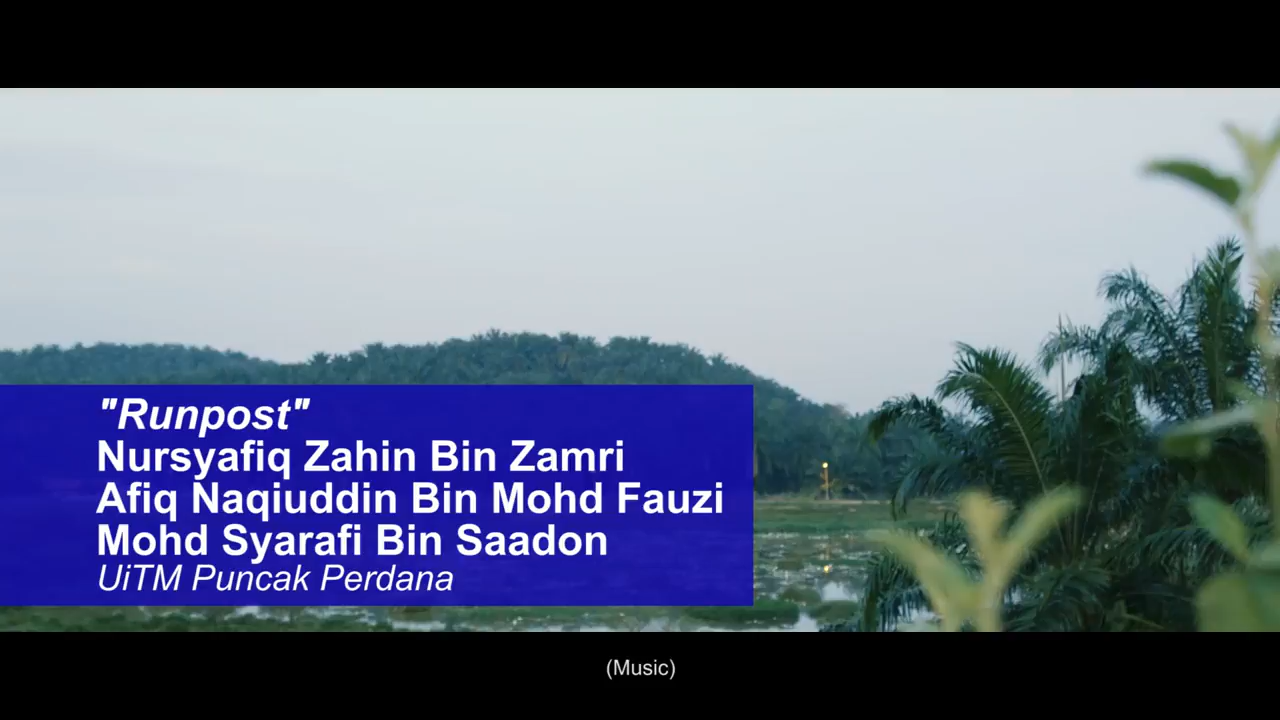 "Runpost"
Nursyafiq Zahin Bin Zamri
Afiq Naqiuddin Bin Mohd Fauzi
Mohd Syarafi Bin Saadon
UiTM Puncak Perdana
(Music)